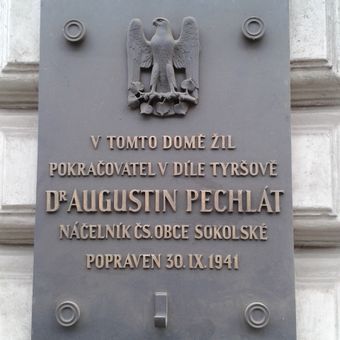 V TOMTO DOMĚ ŽIL
POKRAČOVATEL V DÍLE TYRŠOVĚ
DR AUGUSTIN PECHLÁT
NÁČELNÍK ČS. OBCE SOKOLSKÉ
POPRAVEN 30.IX.1941